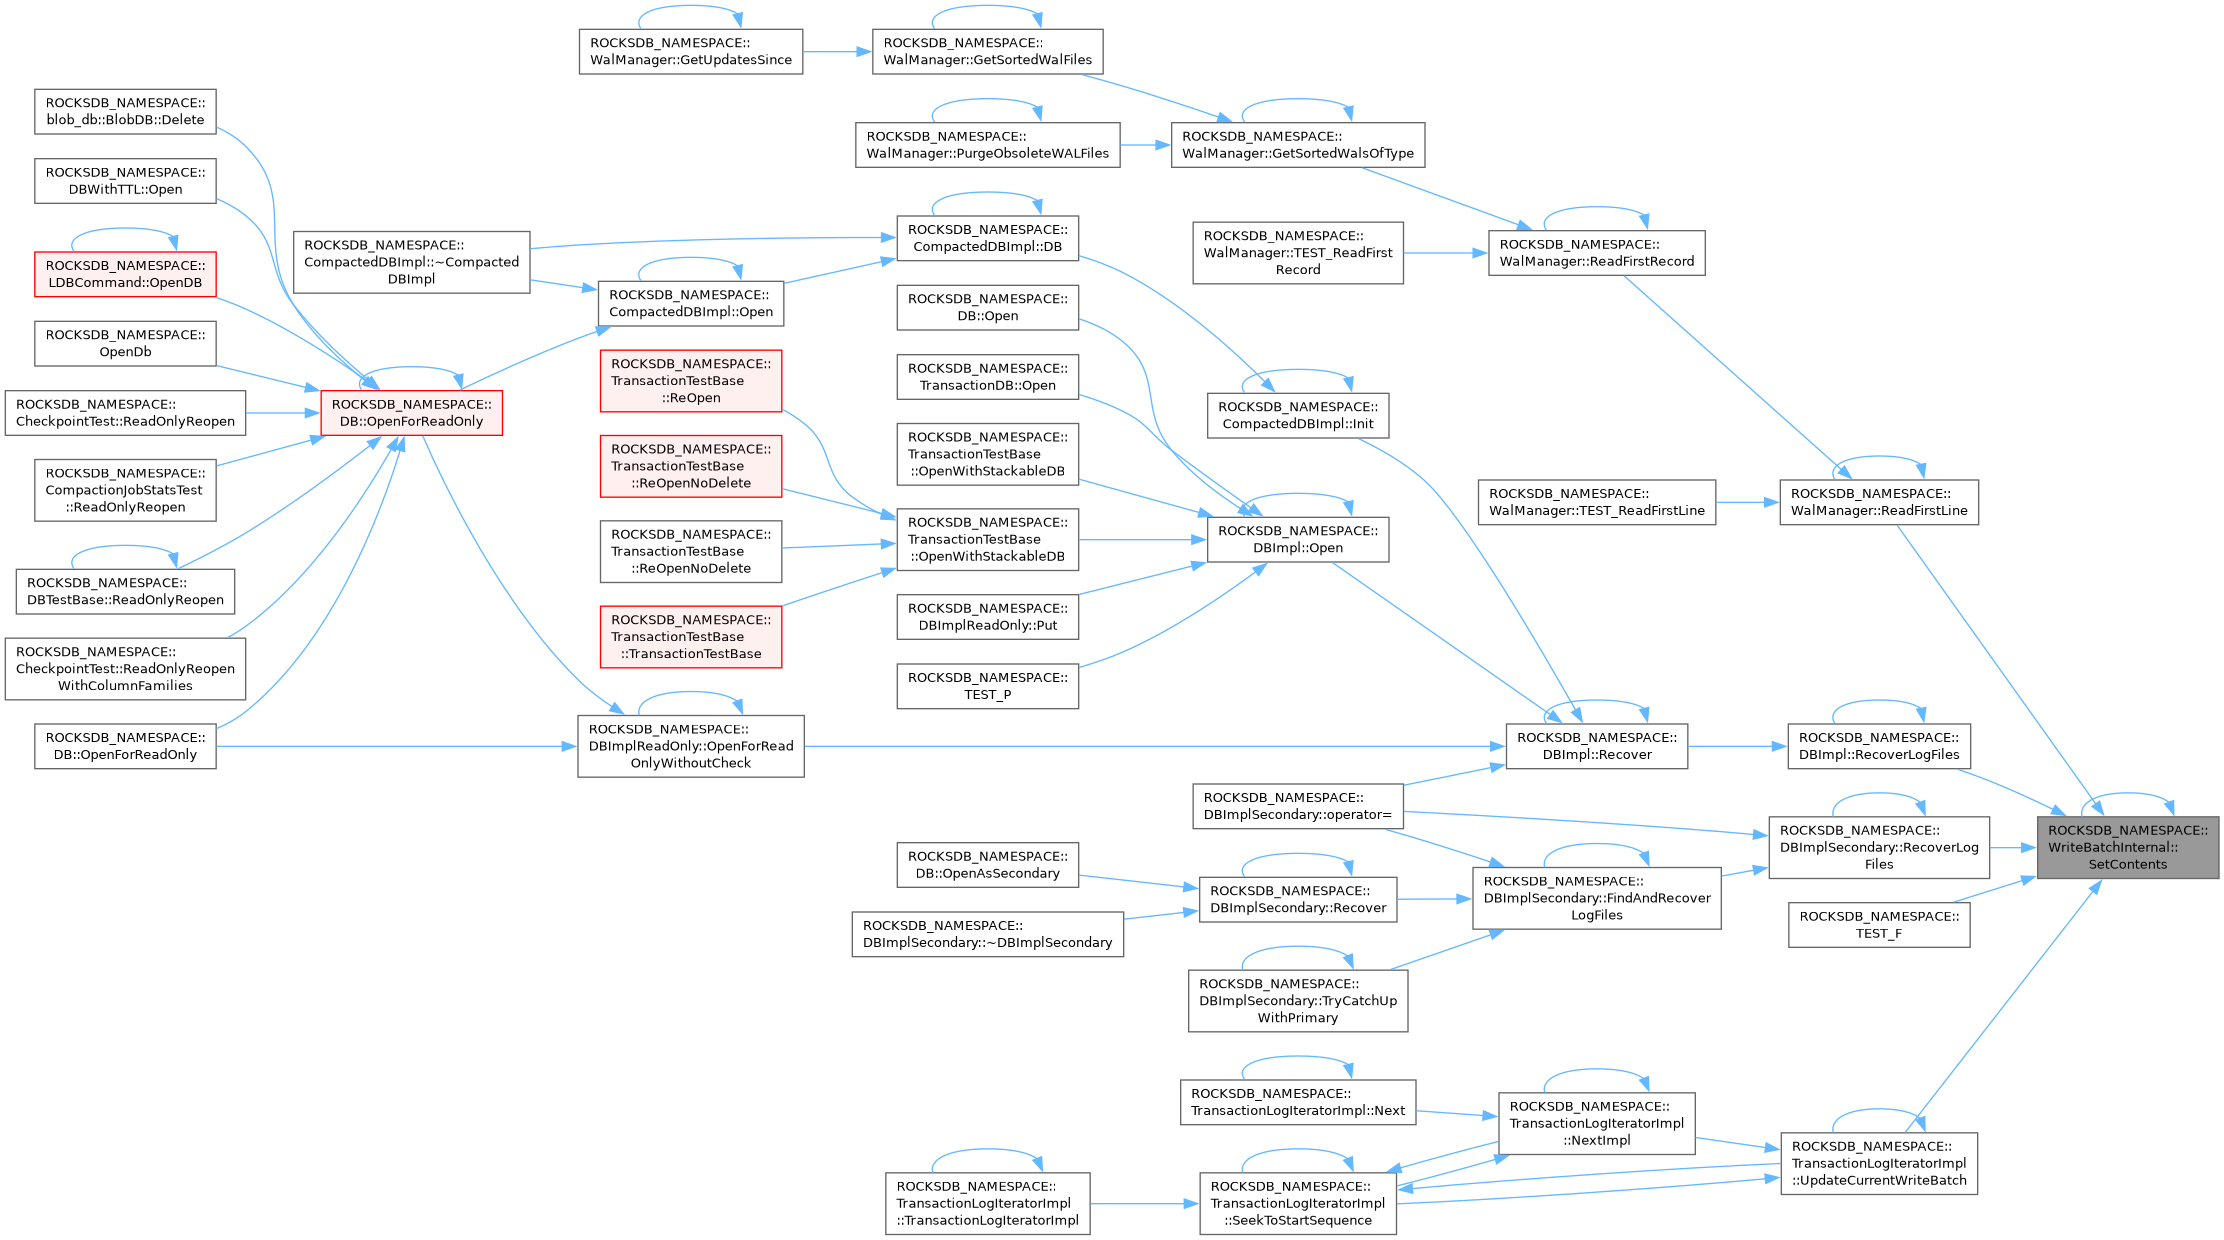 ROCKSDB_NAMESPACE::
WalManager::GetUpdatesSince
ROCKSDB_NAMESPACE::
WalManager::GetSortedWalFiles
ROCKSDB_NAMESPACE::
blob_db::BlobDB::Delete
ROCKSDB_NAMESPACE::
WalManager::PurgeObsoleteWALFiles
ROCKSDB_NAMESPACE::
WalManager::GetSortedWalsOfType
ROCKSDB_NAMESPACE::
DBWithTTL::Open
ROCKSDB_NAMESPACE::
CompactedDBImpl::~Compacted
DBImpl
ROCKSDB_NAMESPACE::
CompactedDBImpl::DB
ROCKSDB_NAMESPACE::
WalManager::TEST_ReadFirst
Record
ROCKSDB_NAMESPACE::
WalManager::ReadFirstRecord
ROCKSDB_NAMESPACE::
LDBCommand::OpenDB
ROCKSDB_NAMESPACE::
CompactedDBImpl::Open
ROCKSDB_NAMESPACE::
DB::Open
ROCKSDB_NAMESPACE::
OpenDb
ROCKSDB_NAMESPACE::
TransactionTestBase
::ReOpen
ROCKSDB_NAMESPACE::
TransactionDB::Open
ROCKSDB_NAMESPACE::
CheckpointTest::ReadOnlyReopen
ROCKSDB_NAMESPACE::
DB::OpenForReadOnly
ROCKSDB_NAMESPACE::
CompactedDBImpl::Init
ROCKSDB_NAMESPACE::
TransactionTestBase
::ReOpenNoDelete
ROCKSDB_NAMESPACE::
TransactionTestBase
::OpenWithStackableDB
ROCKSDB_NAMESPACE::
CompactionJobStatsTest
::ReadOnlyReopen
ROCKSDB_NAMESPACE::
WalManager::TEST_ReadFirstLine
ROCKSDB_NAMESPACE::
WalManager::ReadFirstLine
ROCKSDB_NAMESPACE::
TransactionTestBase
::ReOpenNoDelete
ROCKSDB_NAMESPACE::
TransactionTestBase
::OpenWithStackableDB
ROCKSDB_NAMESPACE::
DBImpl::Open
ROCKSDB_NAMESPACE::
DBTestBase::ReadOnlyReopen
ROCKSDB_NAMESPACE::
TransactionTestBase
::TransactionTestBase
ROCKSDB_NAMESPACE::
DBImplReadOnly::Put
ROCKSDB_NAMESPACE::
CheckpointTest::ReadOnlyReopen
WithColumnFamilies
ROCKSDB_NAMESPACE::
TEST_P
ROCKSDB_NAMESPACE::
DB::OpenForReadOnly
ROCKSDB_NAMESPACE::
DBImplReadOnly::OpenForRead
OnlyWithoutCheck
ROCKSDB_NAMESPACE::
DBImpl::Recover
ROCKSDB_NAMESPACE::
DBImpl::RecoverLogFiles
ROCKSDB_NAMESPACE::
DBImplSecondary::operator=
ROCKSDB_NAMESPACE::
DBImplSecondary::RecoverLog
Files
ROCKSDB_NAMESPACE::
WriteBatchInternal::
SetContents
ROCKSDB_NAMESPACE::
DB::OpenAsSecondary
ROCKSDB_NAMESPACE::
DBImplSecondary::Recover
ROCKSDB_NAMESPACE::
DBImplSecondary::FindAndRecover
LogFiles
ROCKSDB_NAMESPACE::
TEST_F
ROCKSDB_NAMESPACE::
DBImplSecondary::~DBImplSecondary
ROCKSDB_NAMESPACE::
DBImplSecondary::TryCatchUp
WithPrimary
ROCKSDB_NAMESPACE::
TransactionLogIteratorImpl::Next
ROCKSDB_NAMESPACE::
TransactionLogIteratorImpl
::NextImpl
ROCKSDB_NAMESPACE::
TransactionLogIteratorImpl
::UpdateCurrentWriteBatch
ROCKSDB_NAMESPACE::
TransactionLogIteratorImpl
::TransactionLogIteratorImpl
ROCKSDB_NAMESPACE::
TransactionLogIteratorImpl
::SeekToStartSequence